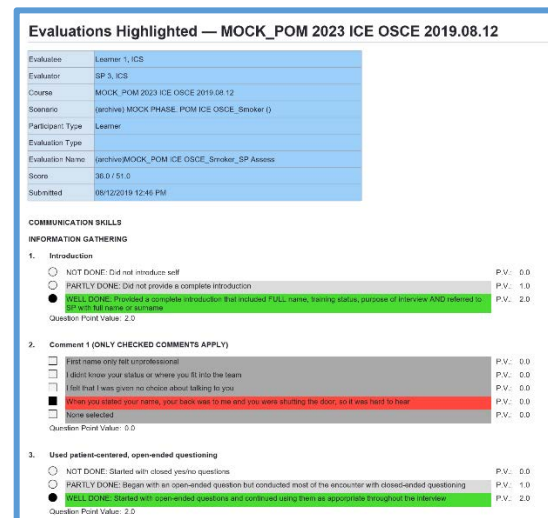 Evaluations Highlighted — MOCK_POM 2023 ICE OSCE 2019.08.12
Evaluatee Learner 1, ICS
Evaluator SP 3, ICS
Course MOCK_POM 2023 ICE OSCE 2019.08.12
Scenario (archive) MOCK PHASE. POM ICE OSCE_Smoker ()
Participant Type Learner
Evaluation Type
Evaluation Name (archive)MOCK_POM ICE OSCE_Smoker_SP Assess
Score 36.0 / 51.0
Submitted 08/12/2019 12:46 PM
COMMUNICATION SKILLS
INFORMATION GATHERING
1. Introduction
NOT DONE: Did not introduce self P.V.: 0.0
PARTLY DONE: Did not provide a complete introduction P.V.: 1.0
WELL DONE: Provided a complete introduction that included FULL name, training status, purpose of interview AND referred to P.V.: 2.0
SP with full name or surname
Question Point Value: 2.0
2. Comment 1 (ONLY CHECKED COMMENTS APPLY)
First name only felt unprofessional P.V.: 0.0
I didnt know your status or where you fit into the team P.V.: 0.0
I felt that I was given no choice about talking to you P.V.: 0.0
When you stated your name, your back was to me and you were shutting the door, so it was hard to hear P.V.: 0.0
None selected P.V.: 0.0
Question Point Value: 0.0
3. Used patient-centered, open-ended questioning
NOT DONE: Started with closed yes/no questions P.V.: 0.0
PARTLY DONE: Began with an open-ended question but conducted most of the encounter with closed-ended questioning P.V.: 1.0
WELL DONE: Started with open-ended questions and continued using them as apporpriate throughout the interview P.V.: 2.0
Question Point Value: 2.0